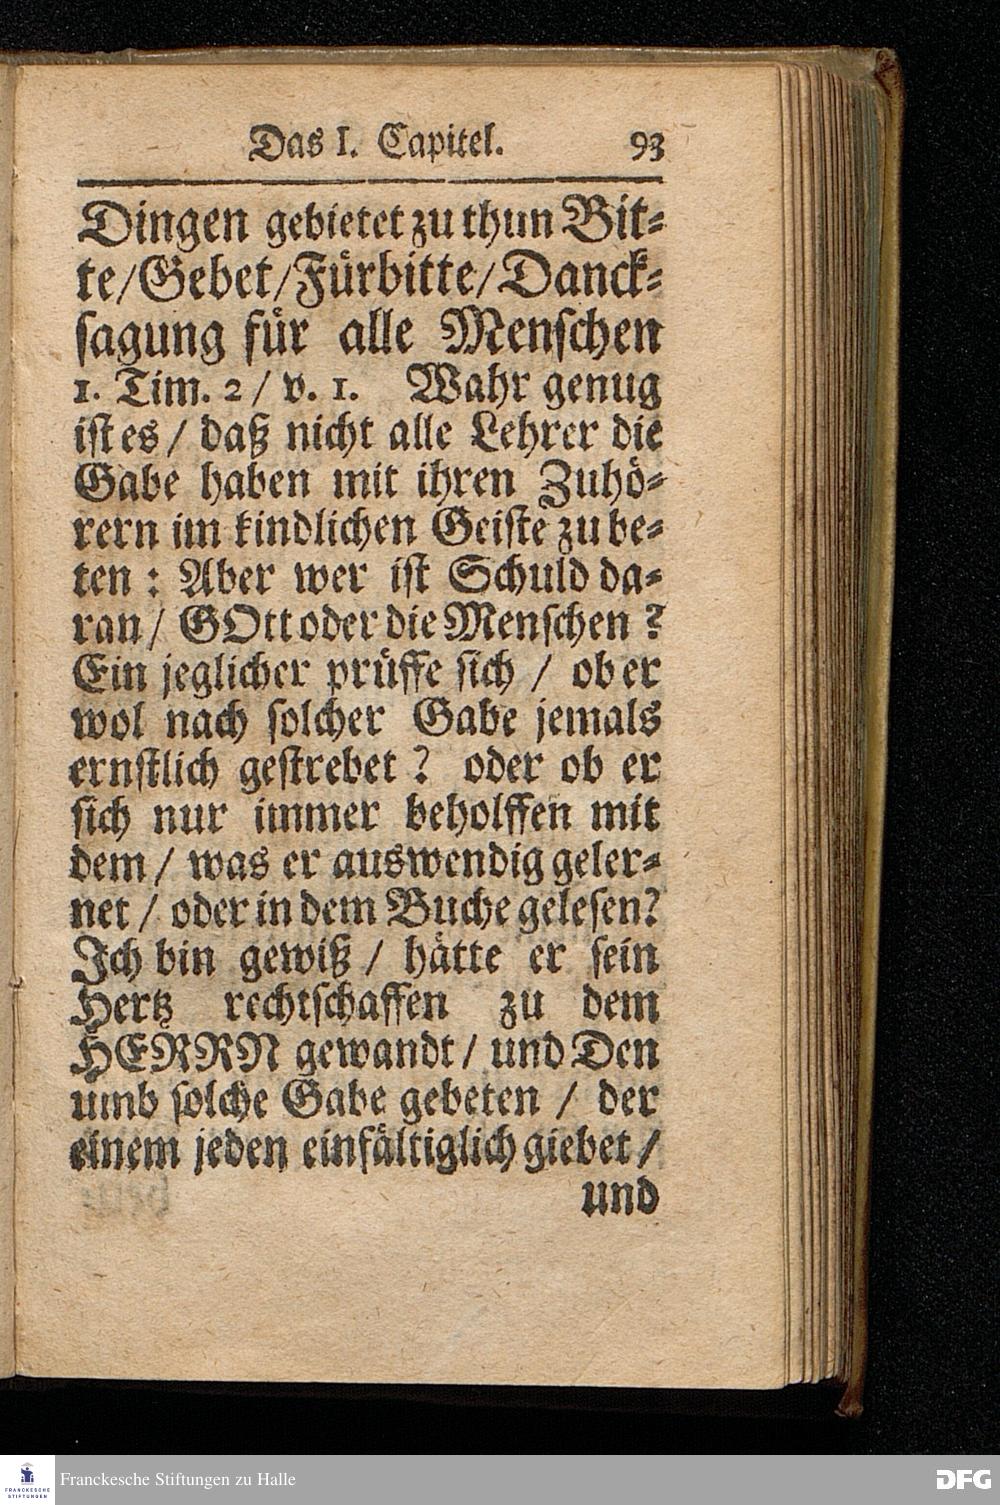 Das I. Capitel. 93
Dingen gebietet zu thun Bit⸗
te/Gebet/Fürbitte/Danck⸗
sagung für alle Menschen
1. Tim. 2 / v. 1. Wahr genug
ist es / daß nicht alle Lehrer die
Gabe haben mit ihren Zuhö⸗
rern im kindlichen Geiste zu be⸗
ten : Aber wer ist Schuld da⸗
ran/ GOtt oder die Menschen ?
Ein jeglicher prüffe sich / ob er
wol nach solcher Gabe jemals
ernstlich gestrebet ? oder ob er
sich nur immer beholffen mit
dem / was er auswendig geler⸗
net / oder in dem Buche gelesen?
Ich bin gewiß / hätte er sein
Hertz rechtschaffen zu dem
HERRN gewandt / und Den
umb solche Gabe gebeten / der
einem jeden einfältiglich giebet /
und
FRANCKESCHE
STIFTUNGEN
Franckesche Stiftungen zu Halle
DFG